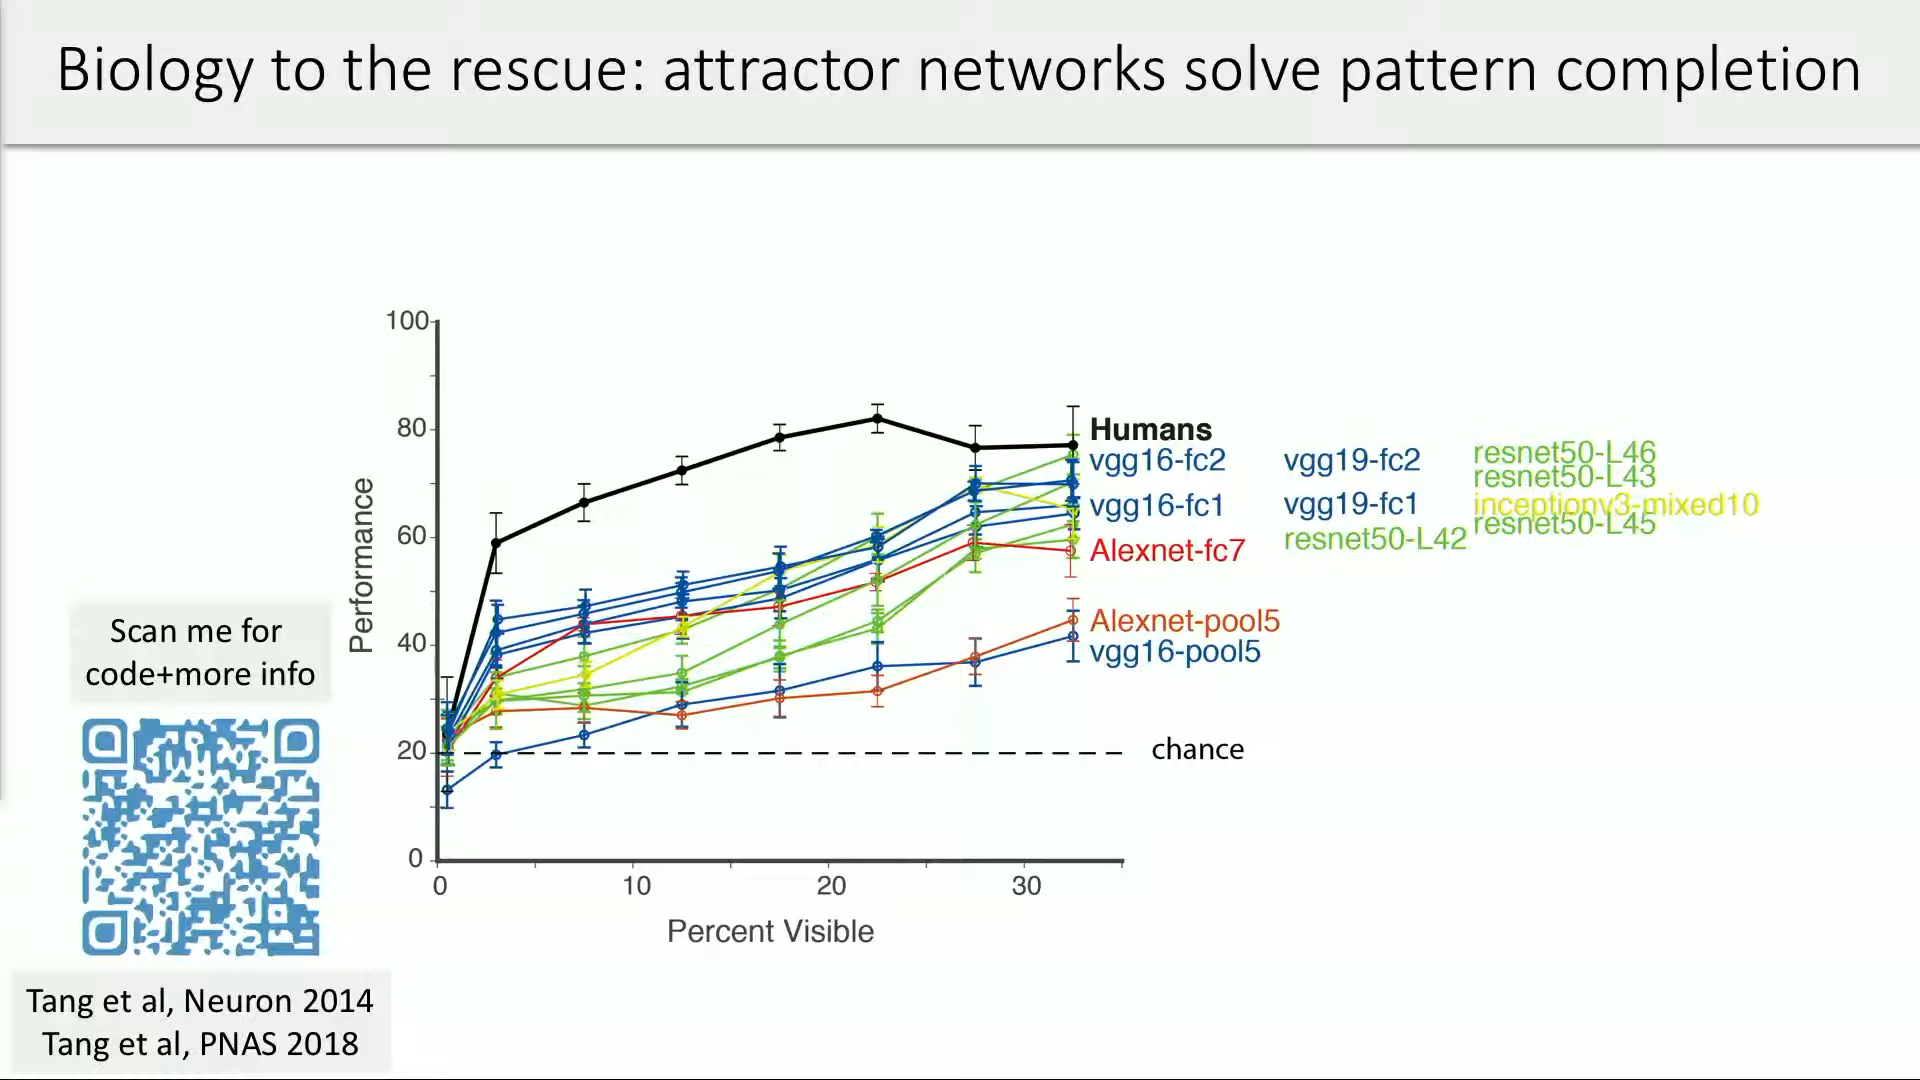 Biology to the rescue: attractor networks solve pattern completion
100
80
60
40
20
0
Performance
0 10 20 30
Percent Visible
Humans
vgg16-fc2 vgg19-fc2 resnet50-L46
resnet50-L43
vgg16-fc1 vgg19-fc1 inceptionv3-mixed10
resnet50-L45
resnet50-L42
Alexnet-fc7
Alexnet-pool5
vgg16-pool5
chance
Scan me for
code+more info
Tang et al, Neuron 2014
Tang et al, PNAS 2018